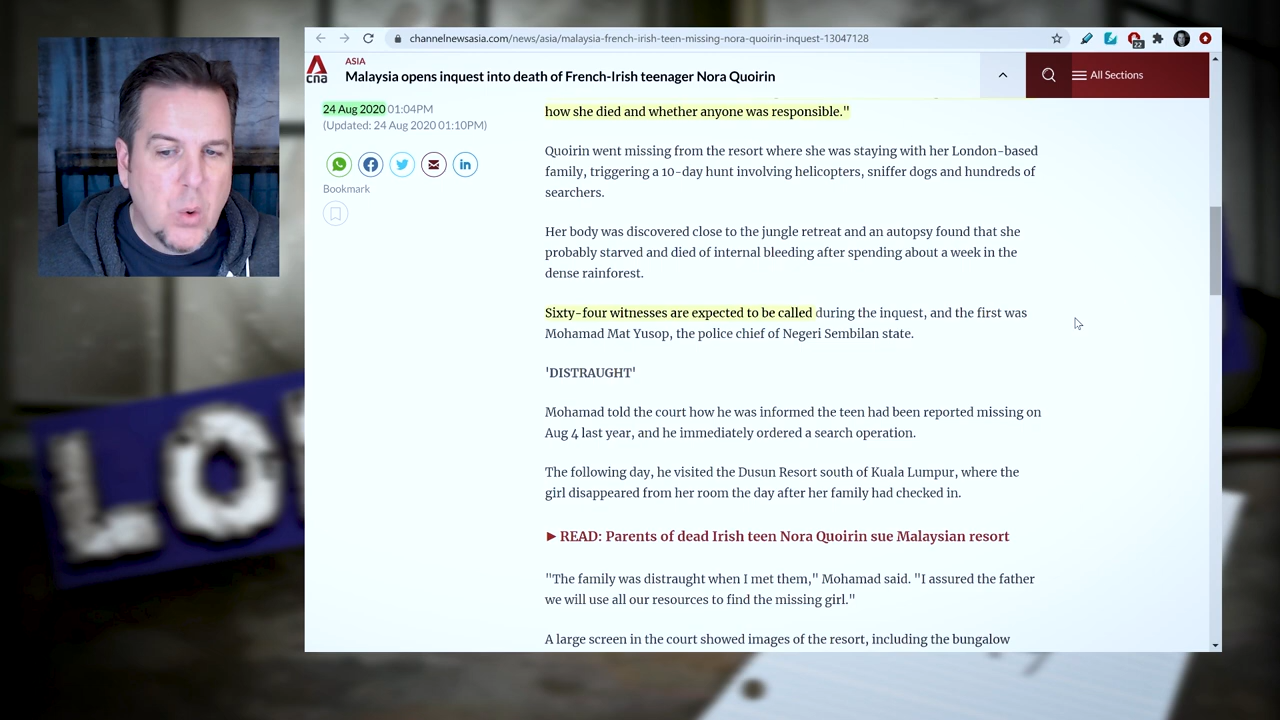 channelnewsasia.com/news/asia/malaysia-french-irish-teen-missing-nora-quoirin-inquest-13047128
22
cna
ASIA
Malaysia opens inquest into death of French-Irish teenager Nora Quoirin
All Sections
24 Aug 2020 01:04PM
(Updated: 24 Aug 2020 01:10PM)
Bookmark
how she died and whether anyone was responsible."
Quoirin went missing from the resort where she was staying with her London-based
family, triggering a 10-day hunt involving helicopters, sniffer dogs and hundreds of
searchers.
Her body was discovered close to the jungle retreat and an autopsy found that she
probably starved and died of internal bleeding after spending about a week in the
dense rainforest.
Sixty-four witnesses are expected to be called during the inquest, and the first was
Mohamad Mat Yusop, the police chief of Negeri Sembilan state.
'DISTRAUGHT'
Mohamad told the court how he was informed the teen had been reported missing on
Aug 4 last year, and he immediately ordered a search operation.
The following day, he visited the Dusun Resort south of Kuala Lumpur, where the
girl disappeared from her room the day after her family had checked in.
►READ: Parents of dead Irish teen Nora Quoirin sue Malaysian resort
"The family was distraught when I met them," Mohamad said. "I assured the father
we will use all our resources to find the missing girl."
A large screen in the court showed images of the resort, including the bungalow
LO